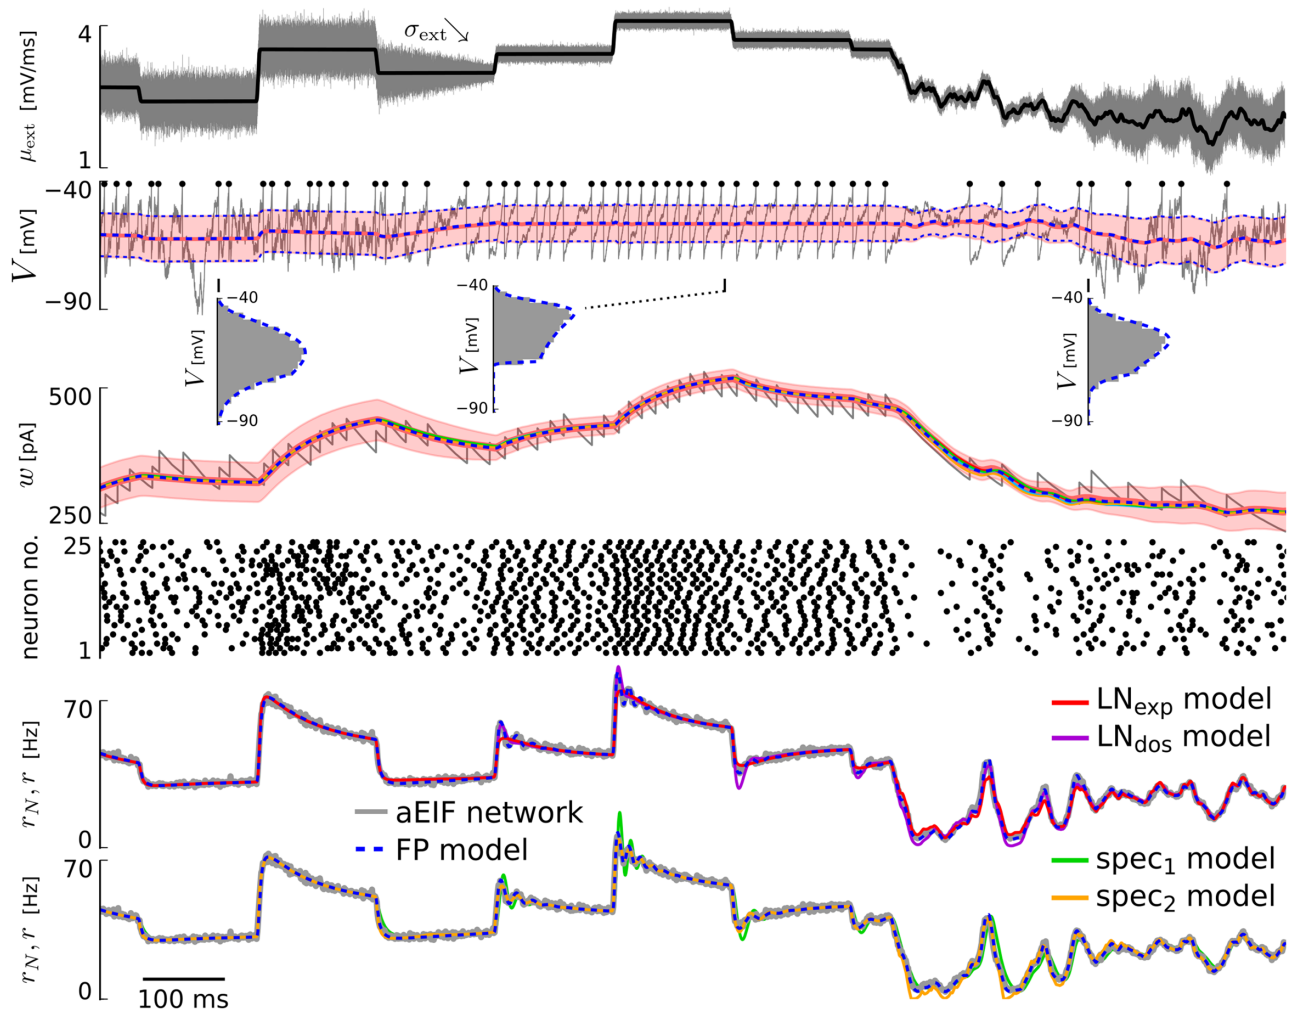 4
σext ↘
μext [mV/ms]
1
−40
V [mV]
−90
−40
V [mV]
−90
−40
V [mV]
−90
−40
V [mV]
−90
500
w [pA]
250
25
neuron no.
1
70
rN, r [Hz]
0
LNexp model
LNdos model
aEIF network
FP model
70
rN, r [Hz]
0
spec1 model
spec2 model
100 ms